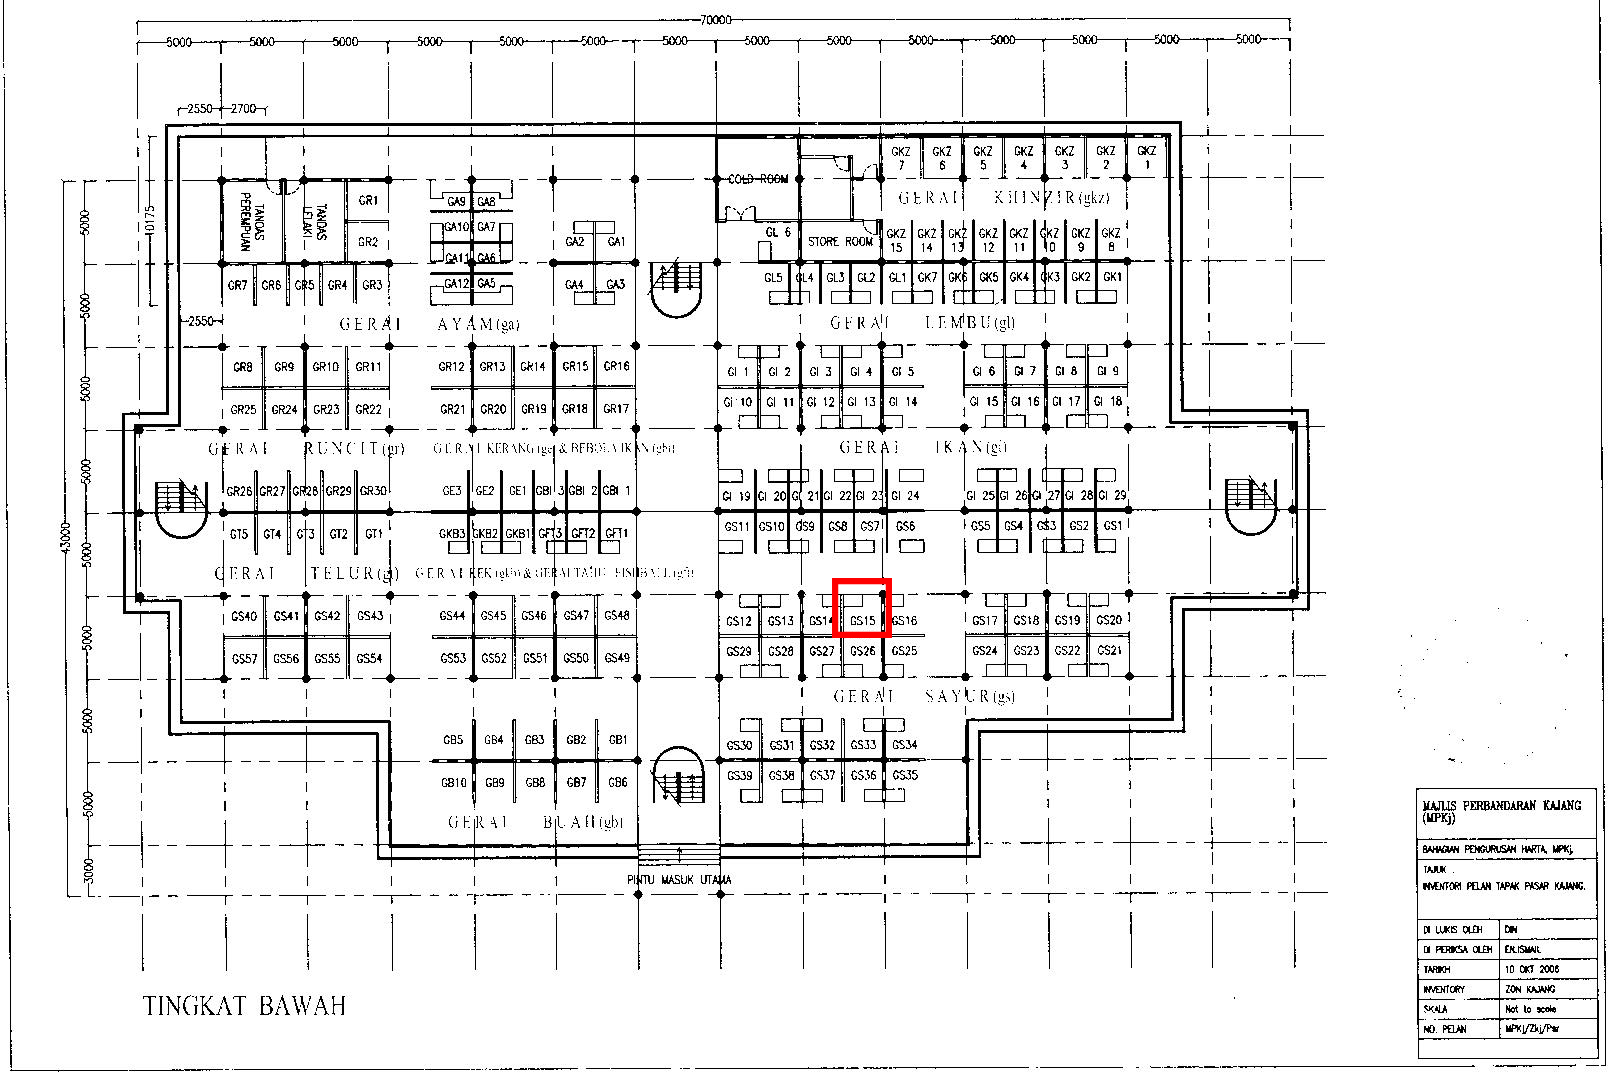 70000
5000 5000 5000 5000 5000 5000 5000 5000 5000 5000 5000 5000 5000 5000
2550 2700
GKZ 7 GKZ 6 GKZ 5 GKZ 4 GKZ 3 GKZ 2 GKZ 1
COLD ROOM
GERAI KHINZIR(gkz)
TANDAS PEREMPUAN
TANDAS LELAKI
GR1
GR2
GA9 GA8
GA10 GA7
GA11 GA6
GA12 GA5
GA2 GA1
GA4 GA3
GL 6
STORE ROOM
GKZ 15 GKZ 14 GKZ 13 GKZ 12 GKZ 11 GKZ 10 GKZ 9 GKZ 8
GR7 GR6 GR5 GR4 GR3
GL5 GL4 GL3 GL2 GL1 GK7 GK6 GK5 GK4 GK3 GK2 GK1
10175
2550
GERAI AYAM(ga)
GERAI LEMBU(gl)
GR8 GR9 GR10 GR11 GR12 GR13 GR14 GR15 GR16
GI 1 GI 2 GI 3 GI 4 GI 5 GI 6 GI 7 GI 8 GI 9
GR25 GR24 GR23 GR22 GR21 GR20 GR19 GR18 GR17
GI 10 GI 11 GI 12 GI 13 GI 14 GI 15 GI 16 GI 17 GI 18
GERAI RUNCIT(gr)
GERAI KERANG(ge) & BEBOLA IKAN(gbi)
GERAI IKAN(gi)
GR26 GR27 GR28 GR29 GR30 GE3 GE2 GE1 GBI 3 GBI 2 GBI 1
GI 19 GI 20 GI 21 GI 22 GI 23 GI 24 GI 25 GI 26 GI 27 GI 28 GI 29
GT5 GT4 GT3 GT2 GT1 GKB3 GKB2 GKB1 GFT3 GFT2 GFT1
GS11 GS10 GS9 GS8 GS7 GS6 GS5 GS4 GS3 GS2 GS1
GERAI TELUR(gt)
GERAI
GS40 GS41 GS42 GS43 GS44 GS45 GS46 GS47 GS48
GS12 GS13 GS14 GS15 GS16 GS17 GS18 GS19 GS20
GS57 GS56 GS55 GS54 GS53 GS52 GS51 GS50 GS49
GS29 GS28 GS27 GS26 GS25 GS24 GS23 GS22 GS21
GERAI SAYUR(gs)
GB5 GB4 GB3 GB2 GB1
GS30 GS31 GS32 GS33 GS34
GB10 GB9 GB8 GB7 GB6
GS39 GS38 GS37 GS36 GS35
GERAI BUAH(gb)
PINTU MASUK UTAMA
5000
5000
5000
5000
5000
5000
5000
5000
3000
43000
TINGKAT BAWAH
MAJLIS PERBANDARAN KAJANG
(MPKj)
BAHAGIAN PENGURUSAN HARTA, MPKj.
TAJUK :
INVENTORI PELAN TAPAK PASAR KAJANG.
DI LUKIS OLEH DIN
DI PERIKSA OLEH EN.ISMAIL
TARIKH 10 OKT 2006
INVENTORY ZON KAJANG
SKALA Not to scale
NO. PELAN MPKj/Zkj/Psr